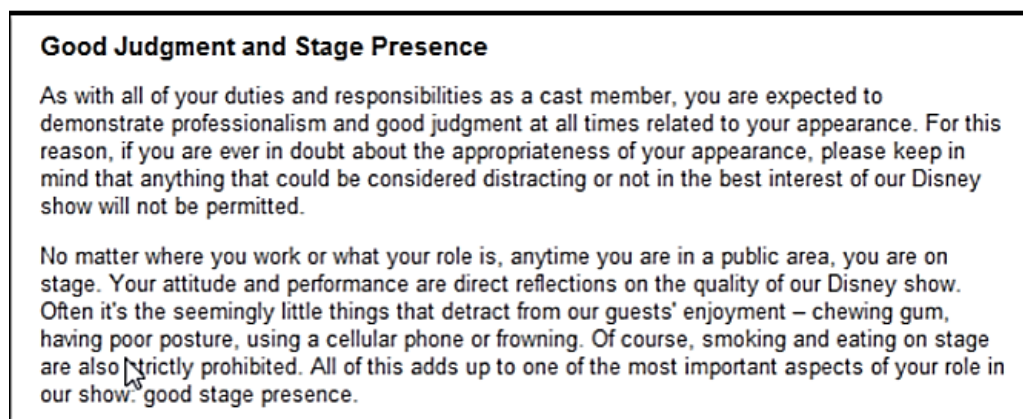 Good Judgment and Stage Presence
As with all of your duties and responsibilities as a cast member, you are expected to
demonstrate professionalism and good judgment at all times related to your appearance. For this
reason, if you are ever in doubt about the appropriateness of your appearance, please keep in
mind that anything that could be considered distracting or not in the best interest of our Disney
show will not be permitted.
No matter where you work or what your role is, anytime you are in a public area, you are on
stage. Your attitude and performance are direct reflections on the quality of our Disney show.
Often it's the seemingly little things that detract from our guests' enjoyment – chewing gum,
having poor posture, using a cellular phone or frowning. Of course, smoking and eating on stage
are also strictly prohibited. All of this adds up to one of the most important aspects of your role in
our show: good stage presence.